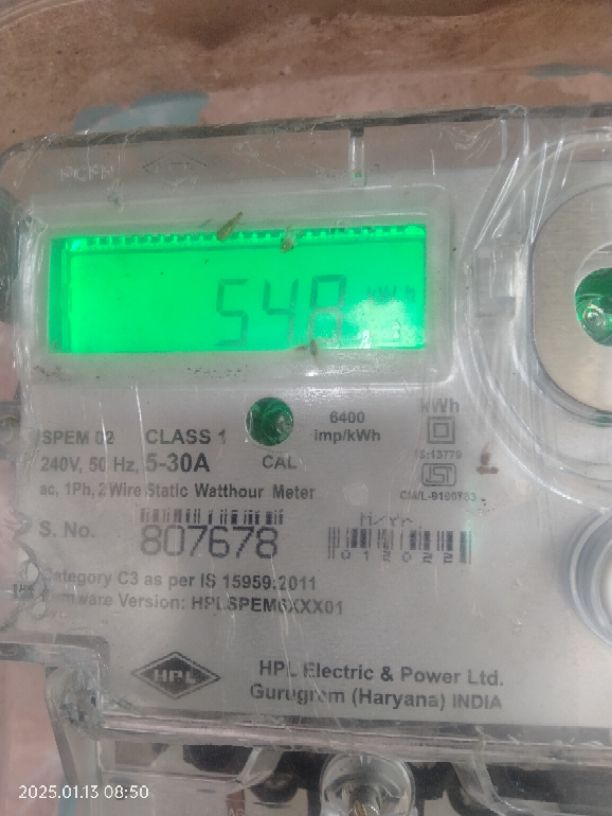 548 kWh
6400
imp/kWh
kWh
SPEM 02 CLASS 1
240V, 50 Hz, 5-30A
CAL
IS:13779
ac, 1Ph, 2 Wire Static Watthour Meter
S. No.
807678
M/YY
012022
Category C3 as per IS 15959:2011
Firmware Version: HPLSPEM6XXX01
HPL
HPL Electric & Power Ltd.
Gurugram (Haryana) INDIA
2025.01.13 08:50